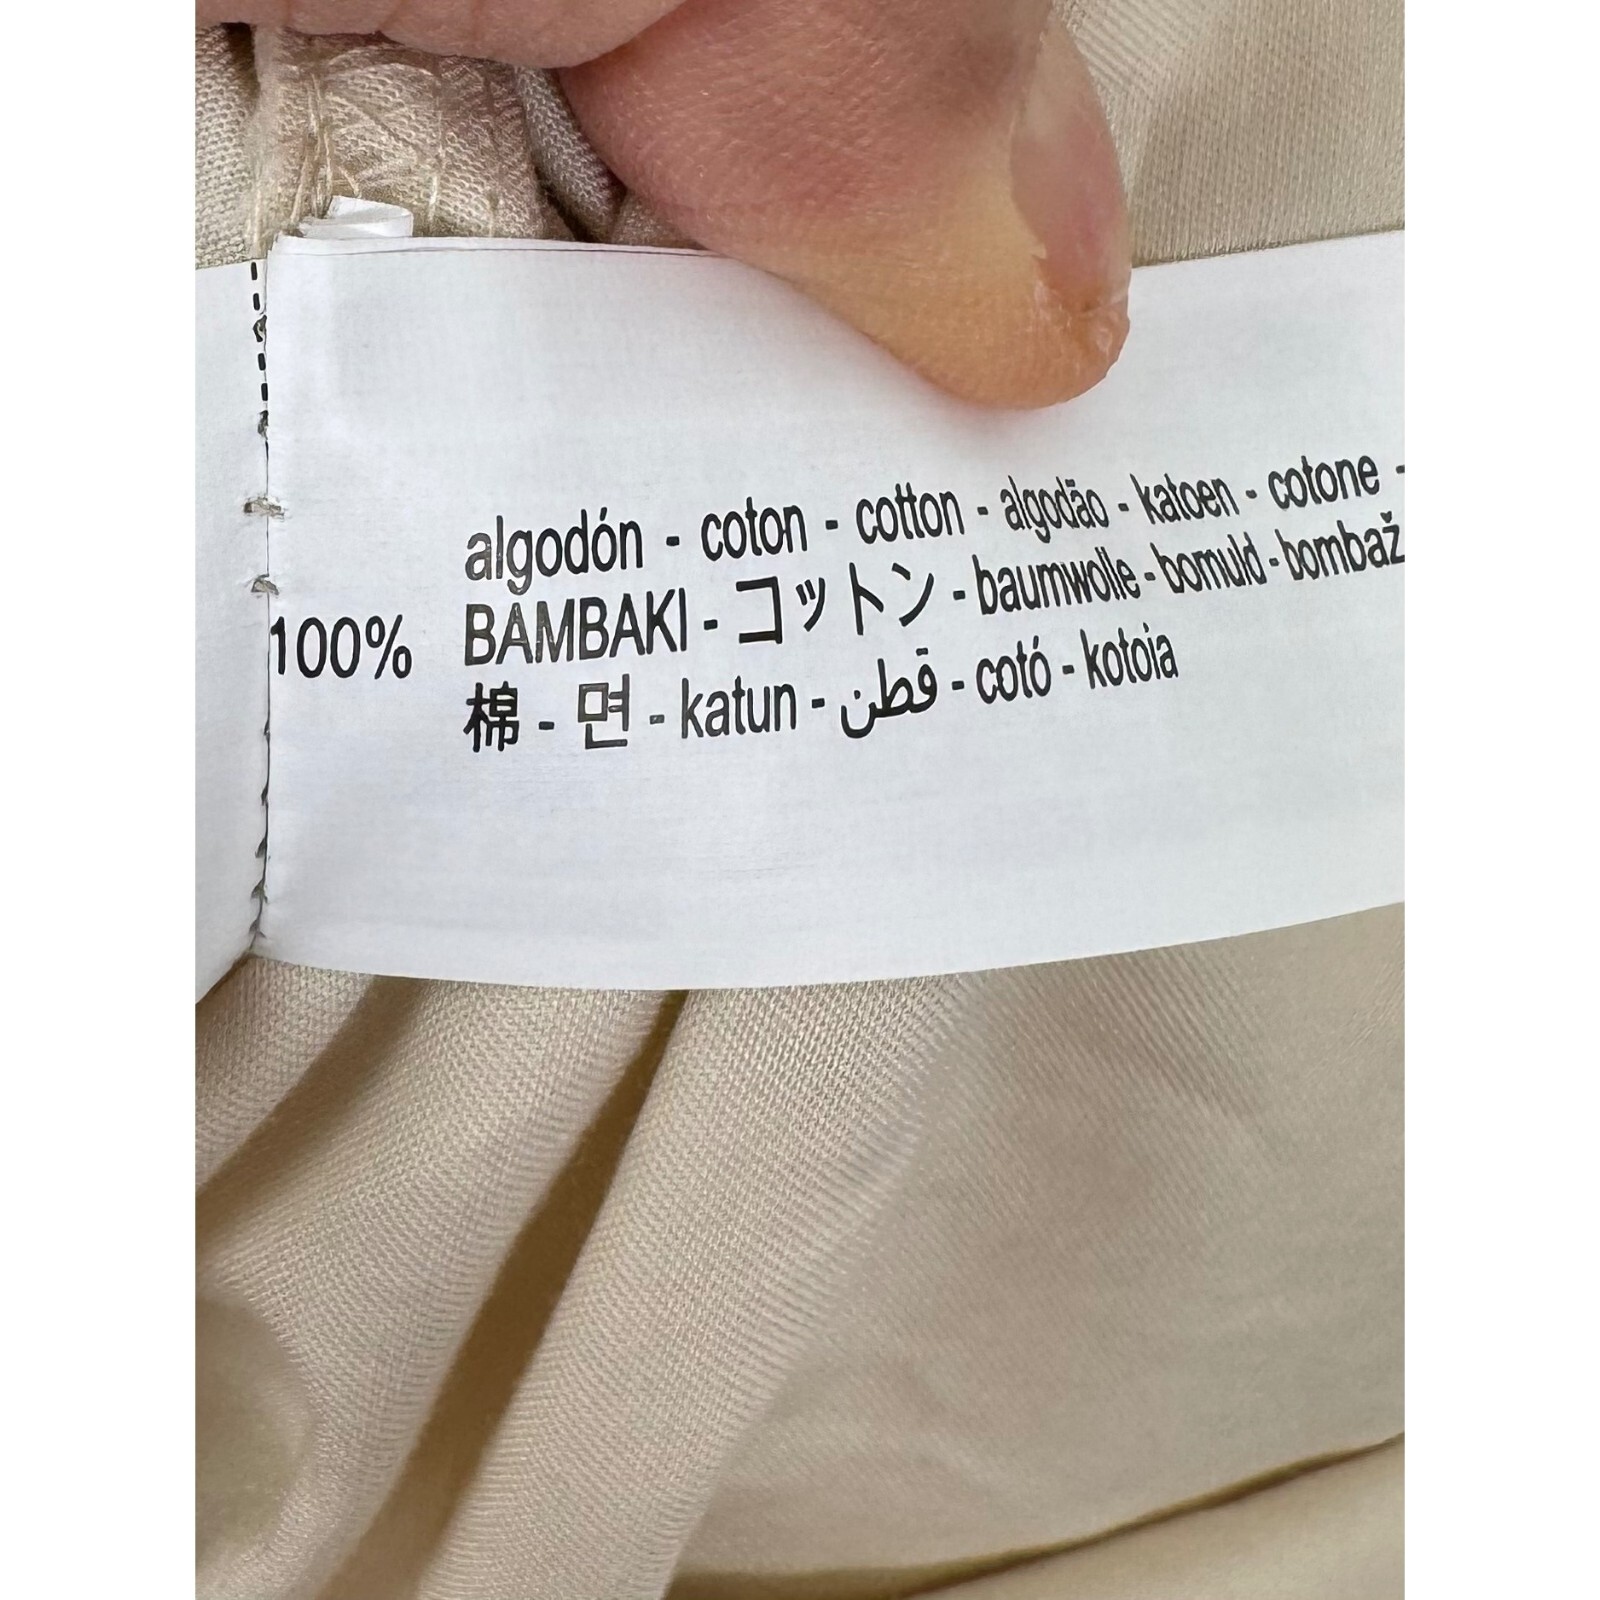 algodón - coton - cotton - algodão - katoen - cotone -
100% BAMBAKI - コットン - baumwolle - bomuld - bombaž
棉 - 면 - katun - قطن - cotó - kotoia